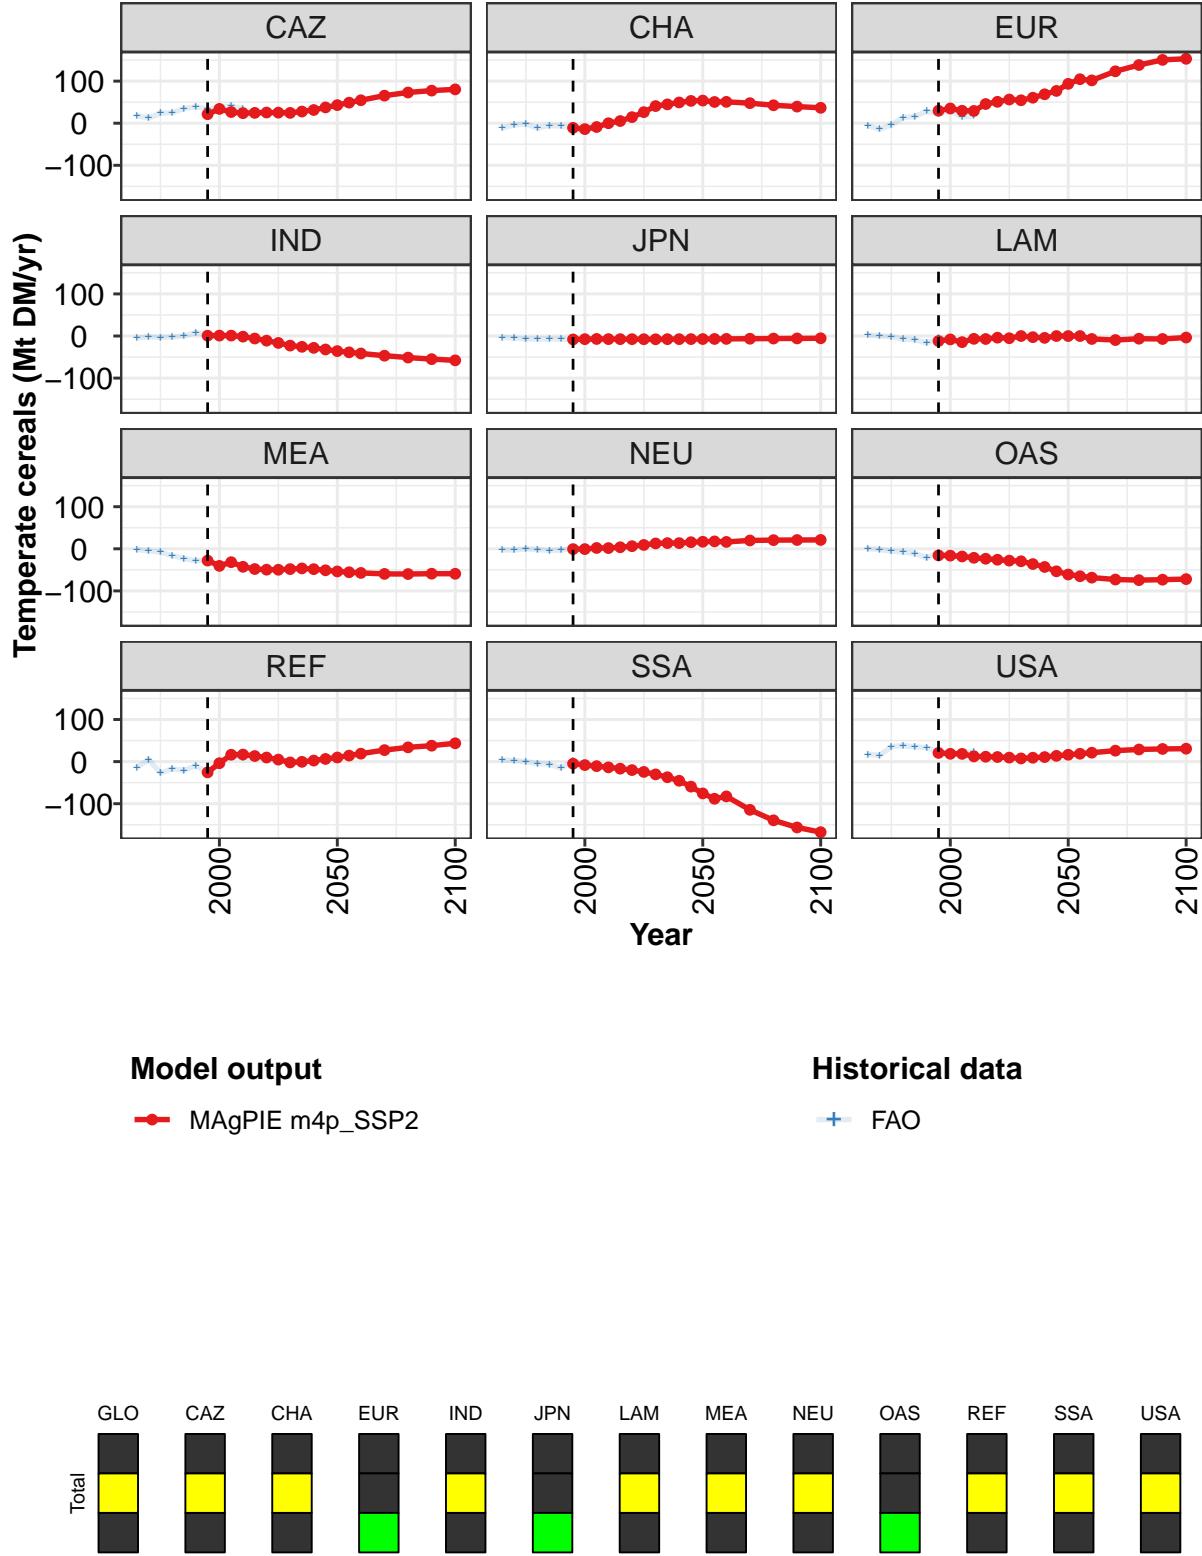 CAZ CHA EUR
100
0
−100
IND JPN LAM
100
0
−100
MEA NEU OAS
100
0
−100
REF SSA USA
100
0
−100
2000 2050 2100 2000 2050 2100 2000 2050 2100
Year
Temperate cereals (Mt DM/yr)
Model output Historical data
MAgPIE m4p_SSP2 FAO
GLO CAZ CHA EUR IND JPN LAM MEA NEU OAS REF SSA USA
Total